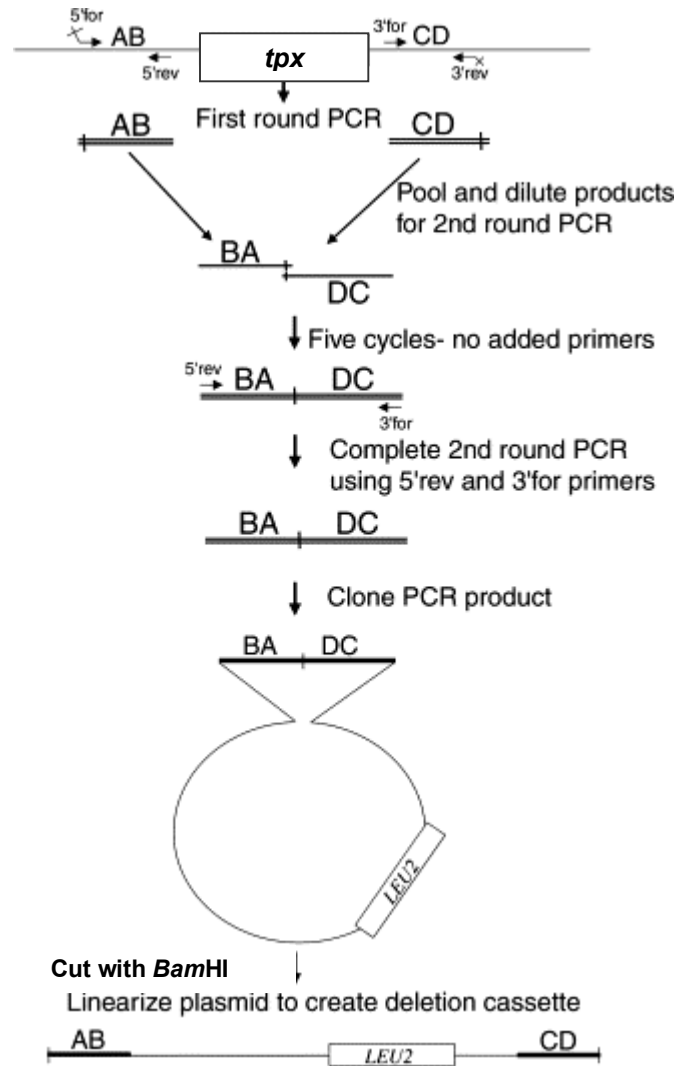 5'for AB 3'for CD
tpx
5'rev 3'rev
First round PCR
AB CD
Pool and dilute products
for 2nd round PCR
BA
DC
Five cycles- no added primers
5'rev BA DC
3'for
Complete 2nd round PCR
using 5'rev and 3'for primers
BA DC
Clone PCR product
BA DC
LEU2
Cut with BamHI
Linearize plasmid to create deletion cassette
AB CD
LEU2